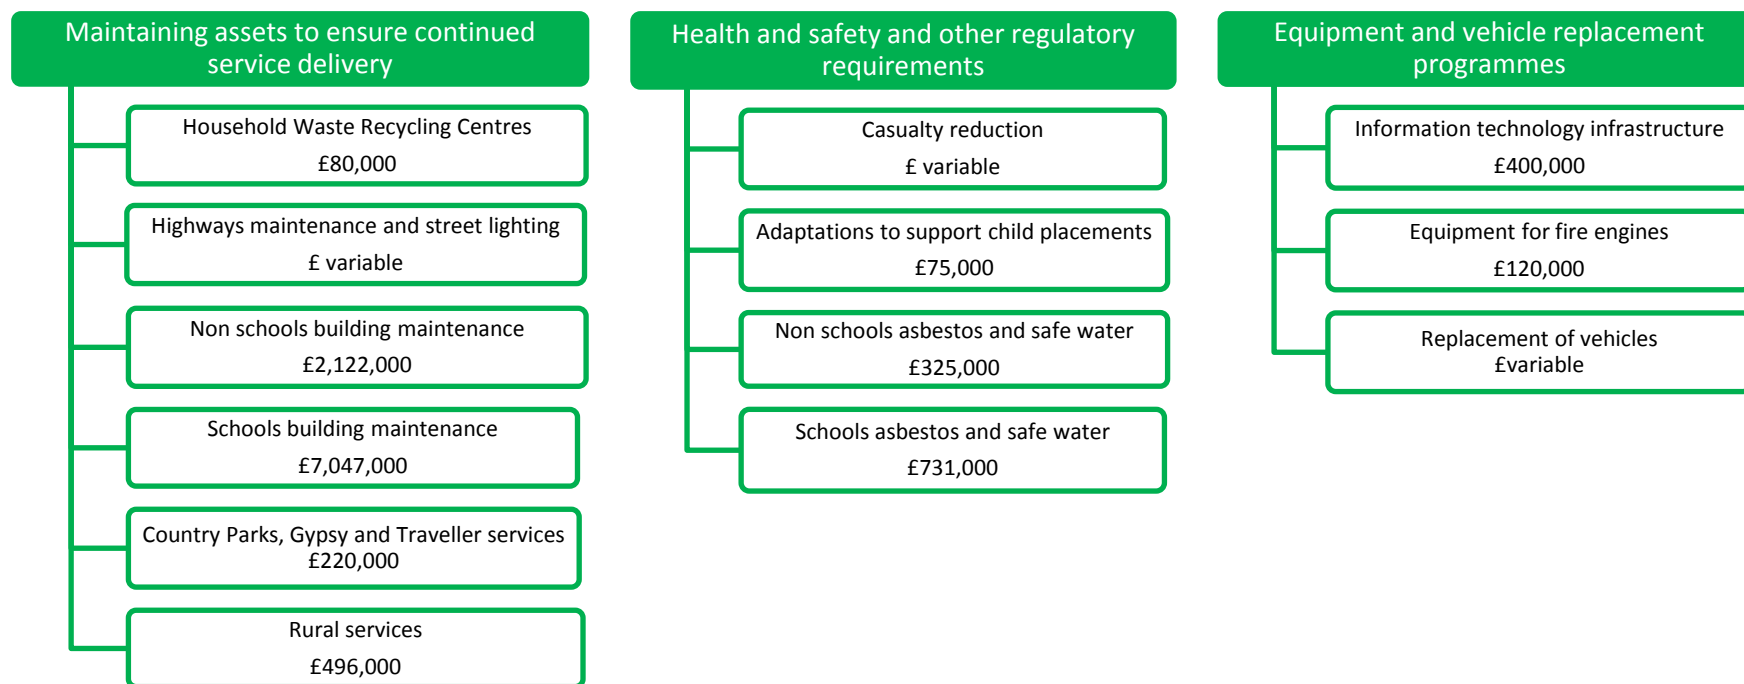 Maintaining assets to ensure continued
service delivery
Household Waste Recycling Centres
£80,000
Highways maintenance and street lighting
£ variable
Non schools building maintenance
£2,122,000
Schools building maintenance
£7,047,000
Country Parks, Gypsy and Traveller services
£220,000
Rural services
£496,000
Health and safety and other regulatory
requirements
Casualty reduction
£ variable
Adaptations to support child placements
£75,000
Non schools asbestos and safe water
£325,000
Schools asbestos and safe water
£731,000
Equipment and vehicle replacement
programmes
Information technology infrastructure
£400,000
Equipment for fire engines
£120,000
Replacement of vehicles
£variable